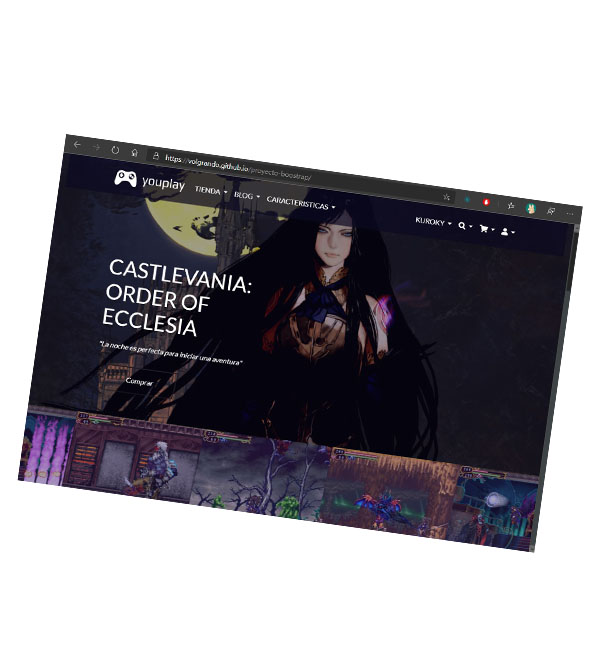 https://volgrando.github.io/proyecto-boostrap/
youplay TIENDA BLOG CARACTERISTICAS KUROKY
CASTLEVANIA:
ORDER OF
ECCLESIA
"La noche es perfecta para iniciar una aventura"
Comprar